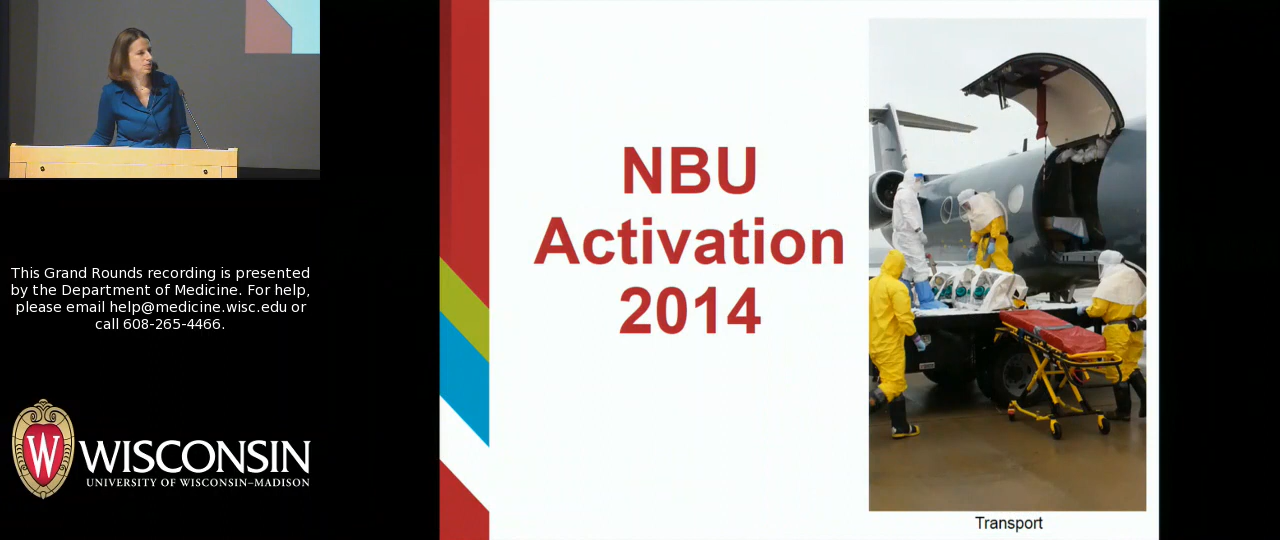 This Grand Rounds recording is presented
by the Department of Medicine. For help,
please email help@medicine.wisc.edu or
call 608-265-4466.
W
WISCONSIN
UNIVERSITY OF WISCONSIN–MADISON
NBU
Activation
2014
Transport